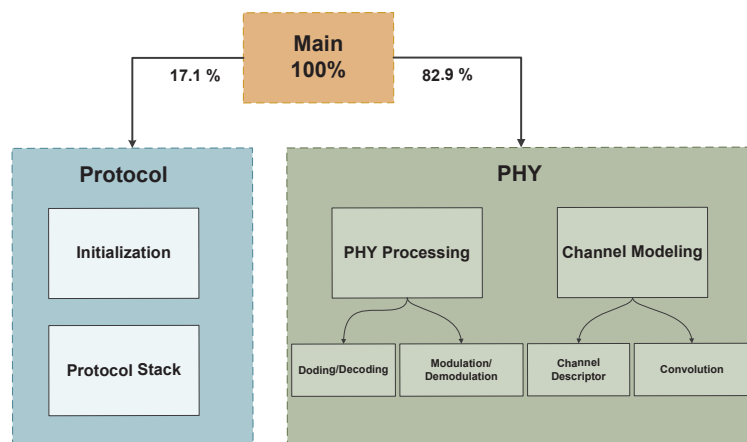 Main
100%
17.1 %
82.9 %
Protocol
Initialization
Protocol Stack
PHY
PHY Processing
Channel Modeling
Doding/Decoding
Modulation/
Demodulation
Channel
Descriptor
Convolution